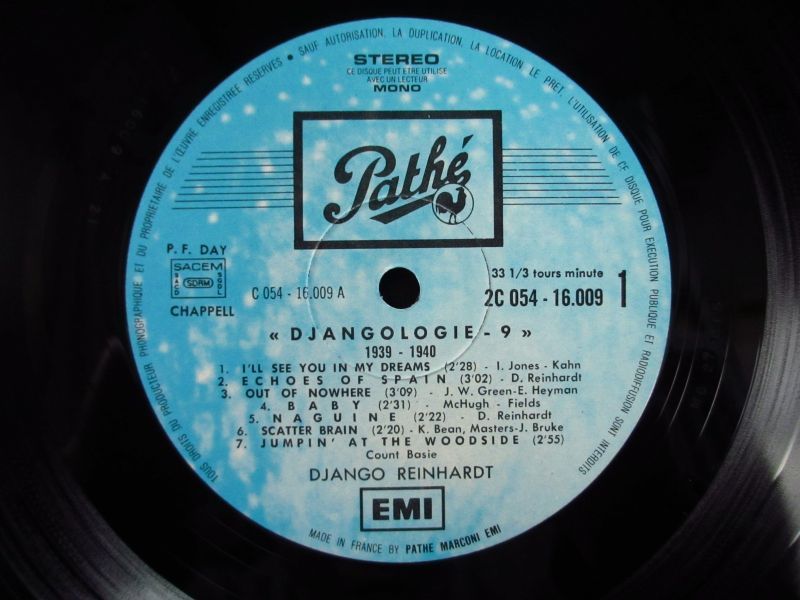 TOUS DROITS DU PRODUCTEUR PHONOGRAPHIQUE ET DU PROPRIETAIRE DE L'ŒUVRE ENREGISTREE RESERVES • SAUF AUTORISATION, LA DUPLICATION, LA LOCATION, LE PRET, L'UTILISATION DE CE DISQUE POUR EXECUTION PUBLIQUE ET RADIODIFFUSION SONT INTERDITS
STEREO
CE DISQUE PEUT ETRE UTILISE
AVEC UN LECTEUR
MONO
Pathé
P. F. DAY
SACEM
SACD SDRM SGDL
CHAPPELL
C 054 - 16.009 A
33 1/3 tours minute
2C 054 - 16.009 1
« DJANGOLOGIE - 9 »
1939 - 1940
1. I'LL SEE YOU IN MY DREAMS (2'28) - I. Jones - Kahn
2. ECHOES OF SPAIN (3'02) - D. Reinhardt
3. OUT OF NOWHERE (3'09) - J. W. Green-E. Heyman
4. BABY (2'31) - McHugh - Fields
5. NAGUINE (2'22) - D. Reinhardt
6. SCATTER BRAIN (2'20) - K. Bean, Masters-J. Bruke
7. JUMPIN' AT THE WOODSIDE (2'55)
Count Basie
DJANGO REINHARDT
EMI
MADE IN FRANCE BY PATHE MARCONI EMI